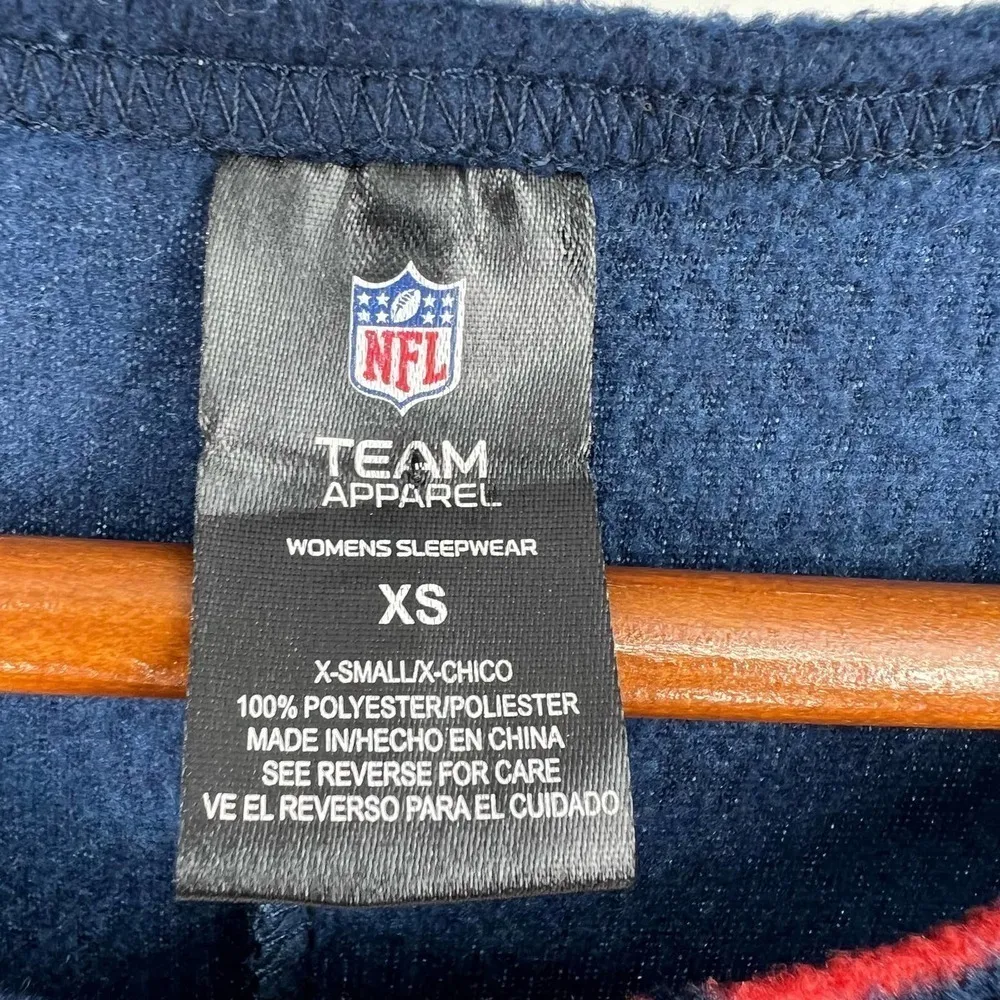 NFL
TEAM
APPAREL
WOMENS SLEEPWEAR
XS
X-SMALL/X-CHICO
100% POLYESTER/POLIESTER
MADE IN/HECHO EN CHINA
SEE REVERSE FOR CARE
VE EL REVERSO PARA EL CUIDADO